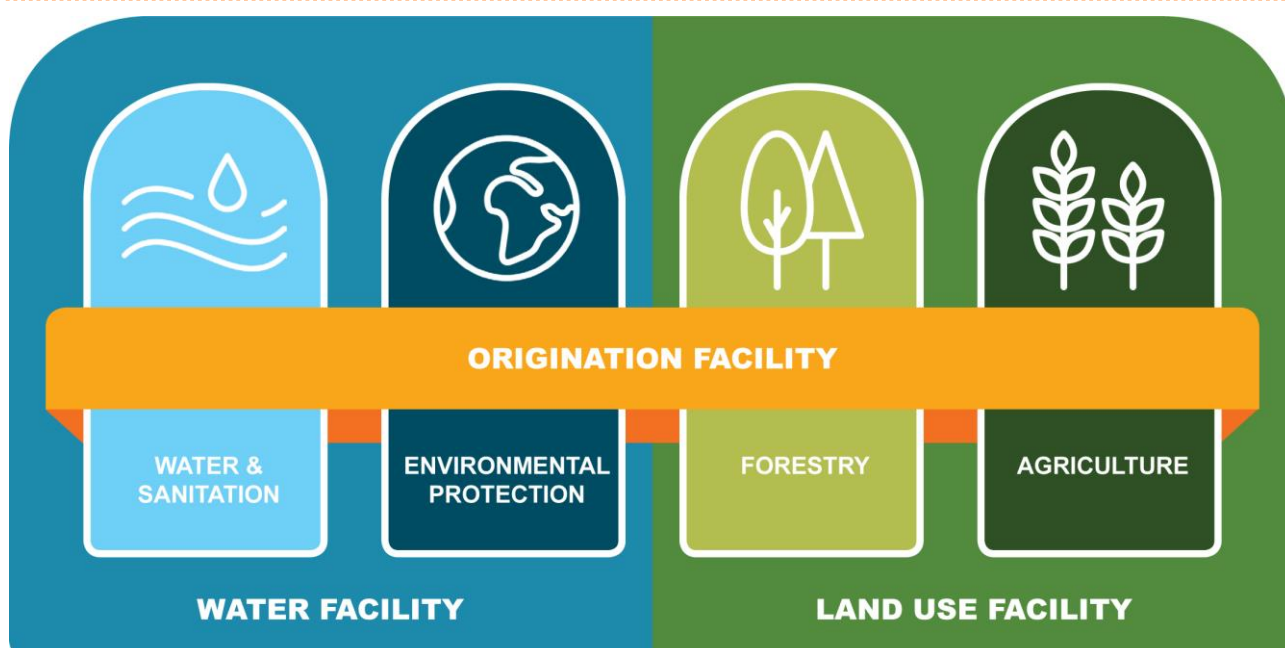 ORIGINATION FACILITY
WATER &
SANITATION
ENVIRONMENTAL
PROTECTION
FORESTRY
AGRICULTURE
WATER FACILITY
LAND USE FACILITY